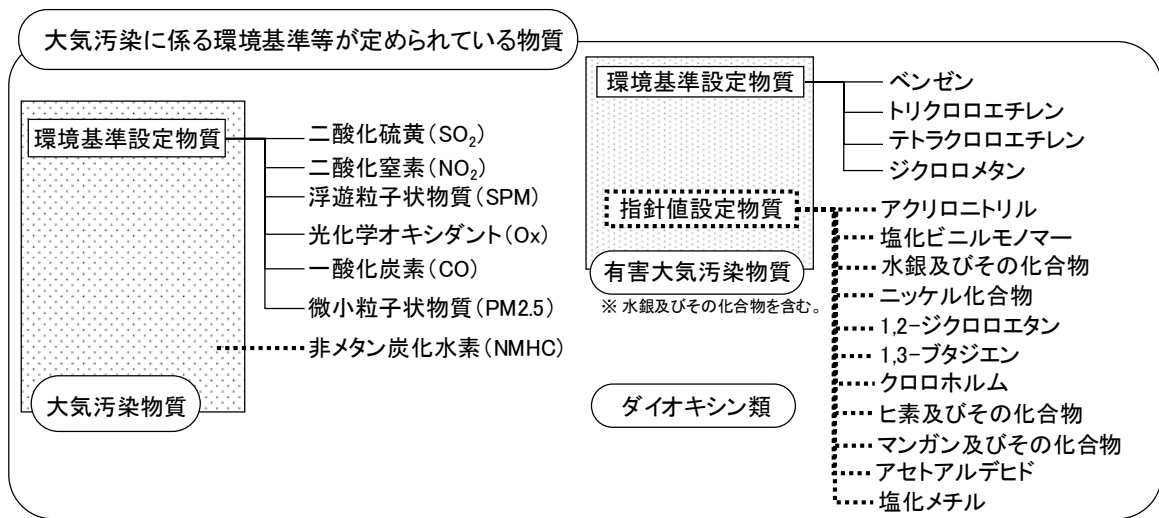 大気汚染に係る環境基準等が定められている物質
環境基準設定物質
二酸化硫黄(SO₂)
二酸化窒素(NO₂)
浮遊粒子状物質(SPM)
光化学オキシダント(Ox)
一酸化炭素(CO)
微小粒子状物質(PM2.5)
非メタン炭化水素(NMHC)
大気汚染物質
環境基準設定物質
ベンゼン
トリクロロエチレン
テトラクロロエチレン
ジクロロメタン
指針値設定物質
アクリロニトリル
塩化ビニルモノマー
水銀及びその化合物
ニッケル化合物
1,2-ジクロロエタン
1,3-ブタジエン
クロロホルム
ヒ素及びその化合物
マンガン及びその化合物
アセトアルデヒド
塩化メチル
有害大気汚染物質
※ 水銀及びその化合物を含む。
ダイオキシン類